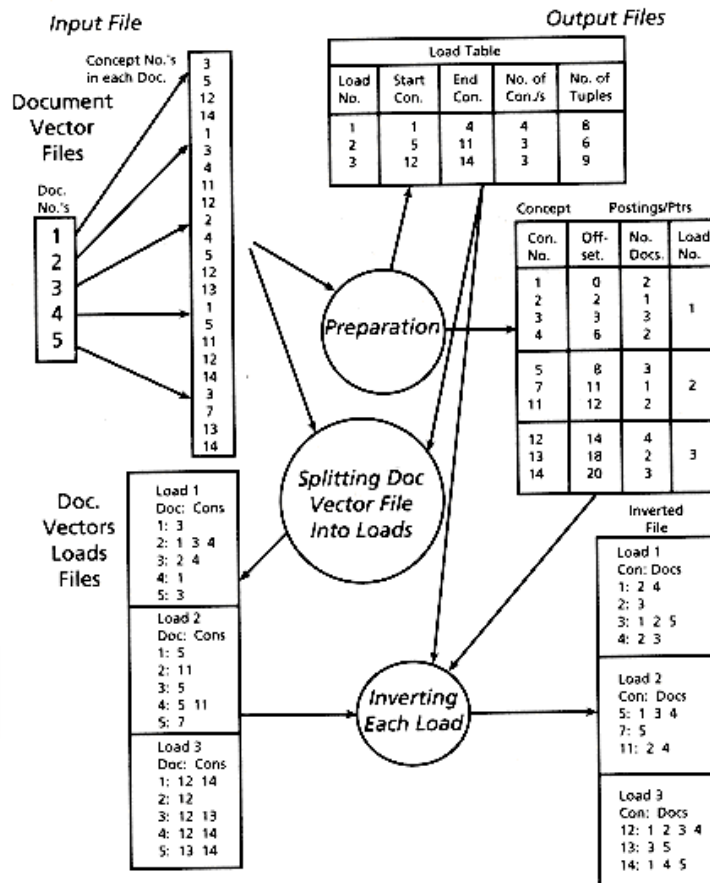 Input File
Output Files
Concept No.'s
in each Doc.
Document
Vector
Files
Doc.
No.'s
1
2
3
4
5
3
5
12
14
1
3
4
11
12
2
4
5
12
13
1
5
11
12
14
3
7
13
14
Load Table
Load No. Start Con. End Con. No. of Con./s No. of Tuples
1 1 4 4 8
2 5 11 3 6
3 12 14 3 9
Concept Postings/Ptrs
Con. No. Off-set. No. Docs. Load No.
1 0 2
2 2 1
3 3 3
4 6 2
1
5 8 3
7 11 1
11 12 2
2
12 14 4
13 18 2
14 20 3
3
Preparation
Splitting Doc
Vector File
Into Loads
Doc.
Vectors
Loads
Files
Load 1
Doc: Cons
1: 3
2: 1 3 4
3: 2 4
4: 1
5: 3
Load 2
Doc: Cons
1: 5
2: 11
3: 5
4: 5 11
5: 7
Load 3
Doc: Cons
1: 12 14
2: 12
3: 12 13
4: 12 14
5: 13 14
Inverting
Each Load
Inverted
File
Load 1
Con: Docs
1: 2 4
2: 3
3: 1 2 5
4: 2 3
Load 2
Con: Docs
5: 1 3 4
7: 5
11: 2 4
Load 3
Con: Docs
12: 1 2 3 4
13: 3 5
14: 1 4 5